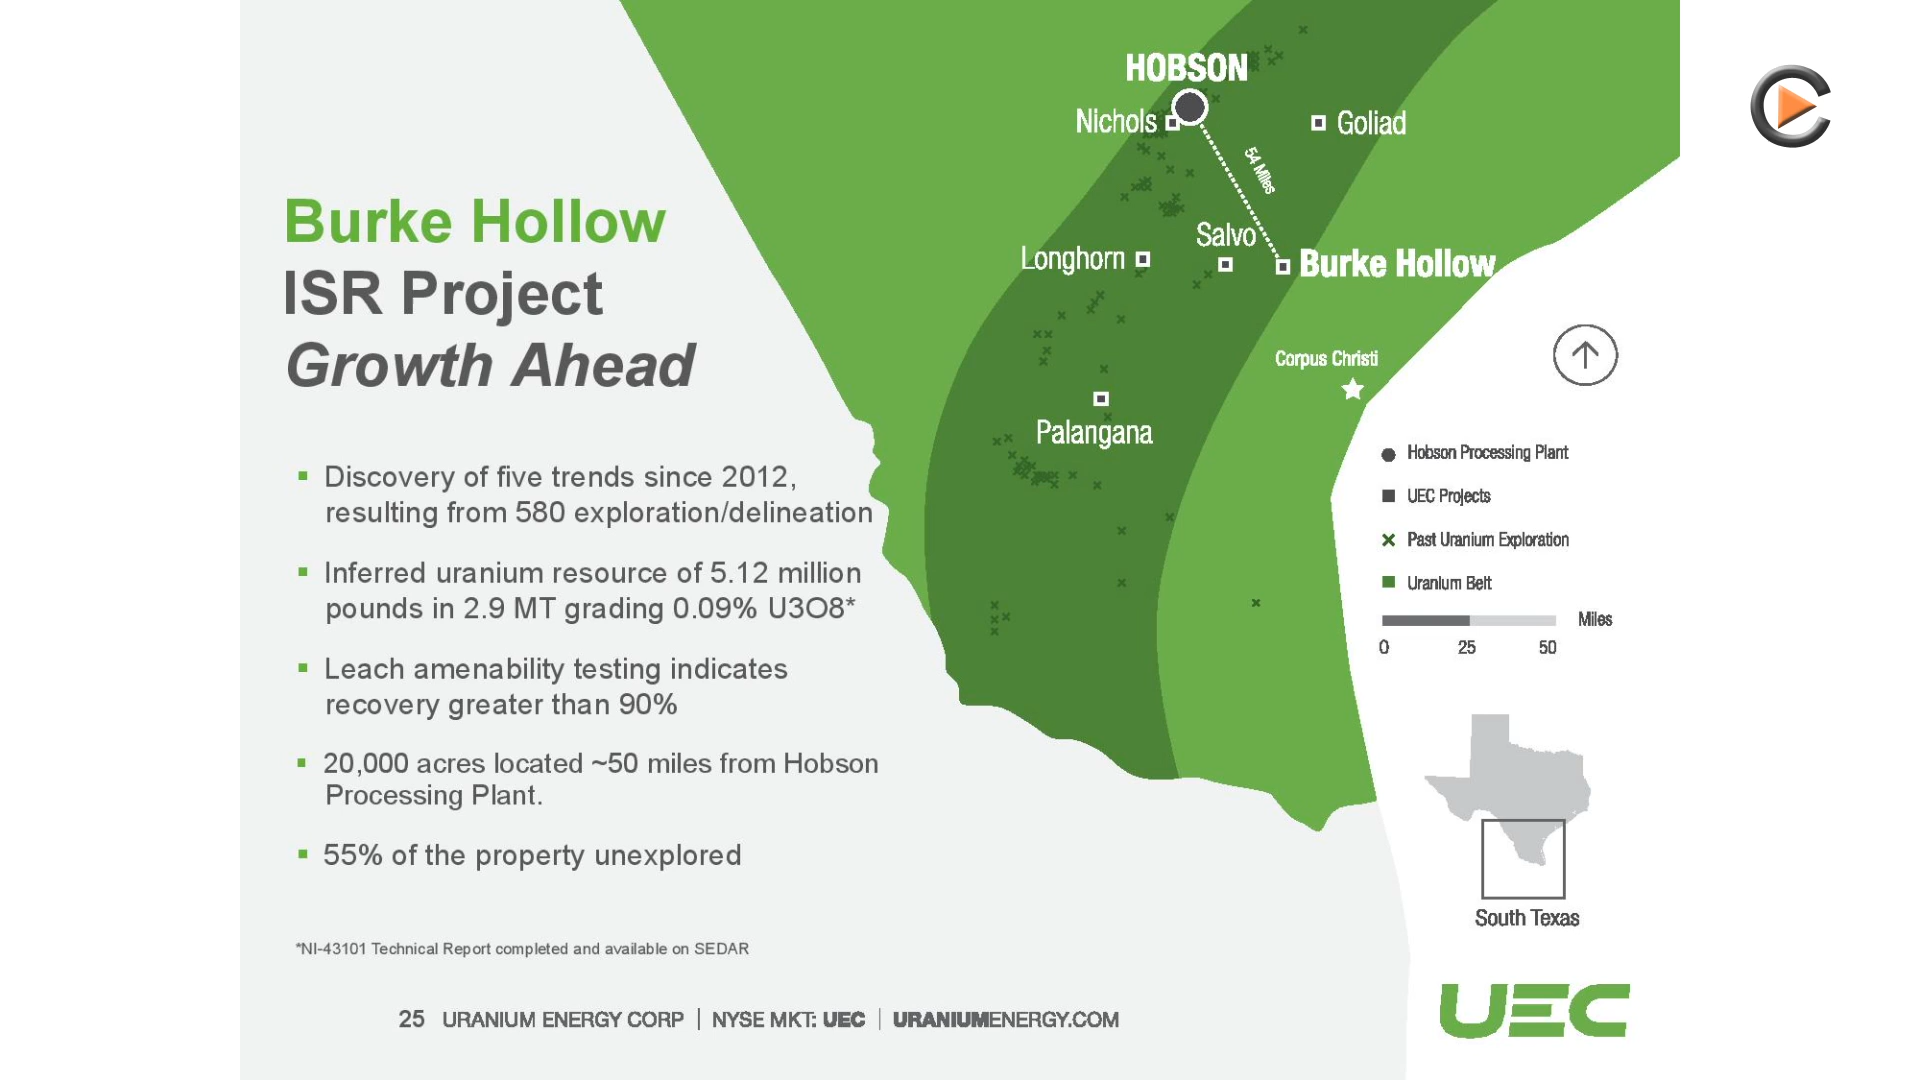 Burke Hollow
ISR Project
Growth Ahead
▪ Discovery of five trends since 2012,
resulting from 580 exploration/delineation
▪ Inferred uranium resource of 5.12 million
pounds in 2.9 MT grading 0.09% U3O8*
▪ Leach amenability testing indicates
recovery greater than 90%
▪ 20,000 acres located ~50 miles from Hobson
Processing Plant.
▪ 55% of the property unexplored
*NI-43101 Technical Report completed and available on SEDAR
25 URANIUM ENERGY CORP | NYSE MKT: UEC | URANIUMENERGY.COM
HOBSON
Nichols
Goliad
54 Miles
Salvo
Longhorn
Burke Hollow
Corpus Christi
Palangana
Hobson Processing Plant
UEC Projects
Past Uranium Exploration
Uranium Belt
Miles
0 25 50
South Texas
UEC